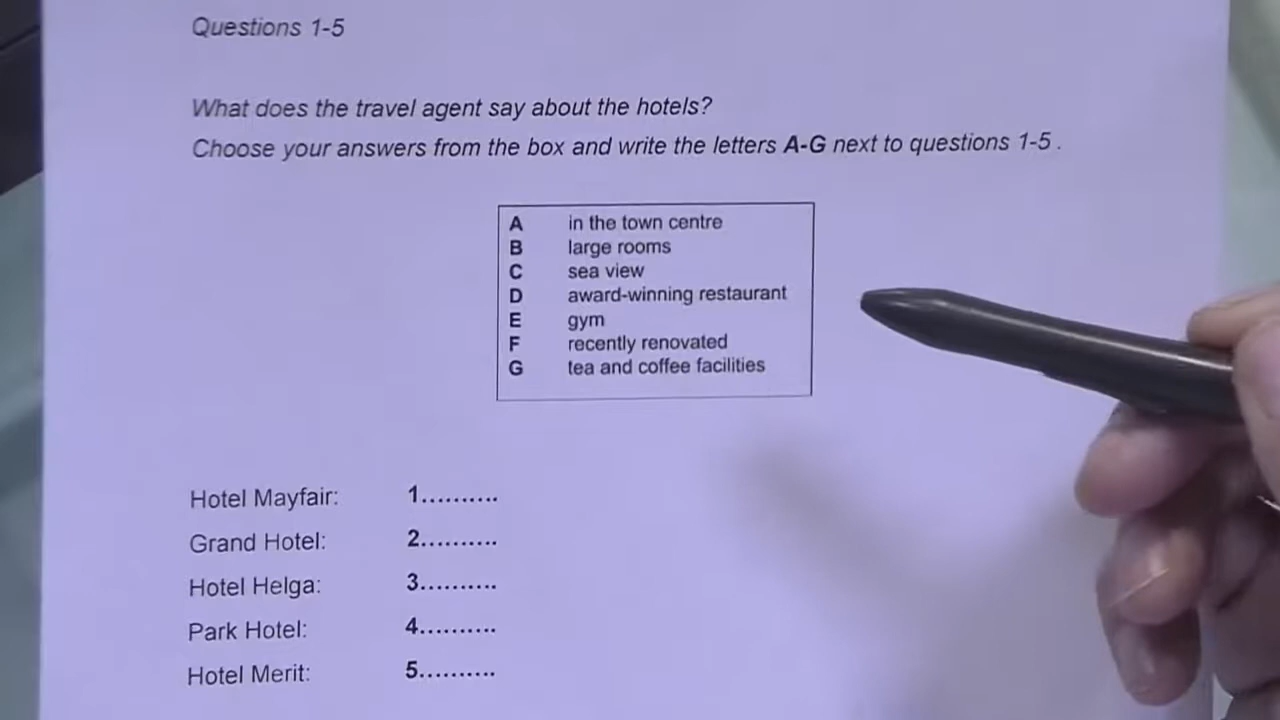 Questions 1-5
What does the travel agent say about the hotels?
Choose your answers from the box and write the letters A-G next to questions 1-5 .
A in the town centre
B large rooms
C sea view
D award-winning restaurant
E gym
F recently renovated
G tea and coffee facilities
Hotel Mayfair: 1..........
Grand Hotel: 2..........
Hotel Helga: 3..........
Park Hotel: 4..........
Hotel Merit: 5..........